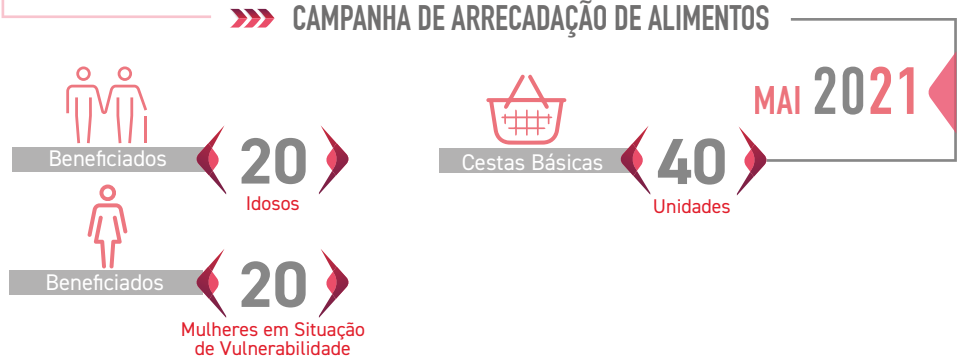 CAMPANHA DE ARRECADAÇÃO DE ALIMENTOS
MAI 2021
Beneficiados
20
Idosos
Cestas Básicas
40
Unidades
Beneficiados
20
Mulheres em Situação
de Vulnerabilidade